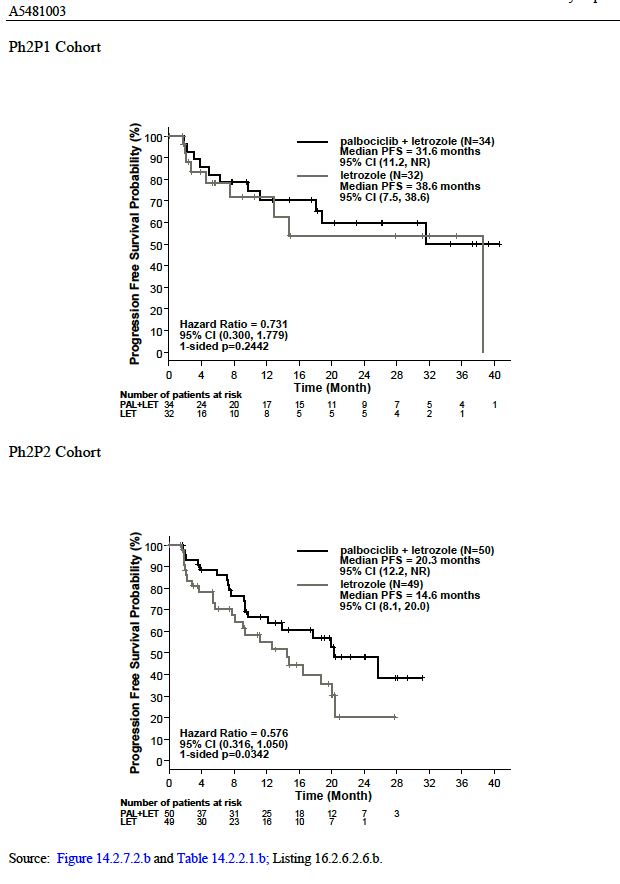 A5481003
Ph2P1 Cohort
Progression Free Survival Probability (%)
100
90
80
70
60
50
40
30
20
10
0
palbociclib + letrozole (N=34)
Median PFS = 31.6 months
95% CI (11.2, NR)
letrozole (N=32)
Median PFS = 38.6 months
95% CI (7.5, 38.6)
Hazard Ratio = 0.731
95% CI (0.300, 1.779)
1-sided p=0.2442
0 4 8 12 16 20 24 28 32 36 40
Time (Month)
Number of patients at risk
PAL+LET 34 24 20 17 15 11 9 7 5 4 1
LET 32 16 10 8 5 5 5 4 2 1
Ph2P2 Cohort
Progression Free Survival Probability (%)
100
90
80
70
60
50
40
30
20
10
0
palbociclib + letrozole (N=50)
Median PFS = 20.3 months
95% CI (12.2, NR)
letrozole (N=49)
Median PFS = 14.6 months
95% CI (8.1, 20.0)
Hazard Ratio = 0.576
95% CI (0.316, 1.050)
1-sided p=0.0342
0 4 8 12 16 20 24 28 32 36 40
Time (Month)
Number of patients at risk
PAL+LET 50 37 31 25 18 12 7 3
LET 49 30 23 16 10 7 1
Source: Figure 14.2.7.2.b and Table 14.2.2.1.b; Listing 16.2.6.2.6.b.